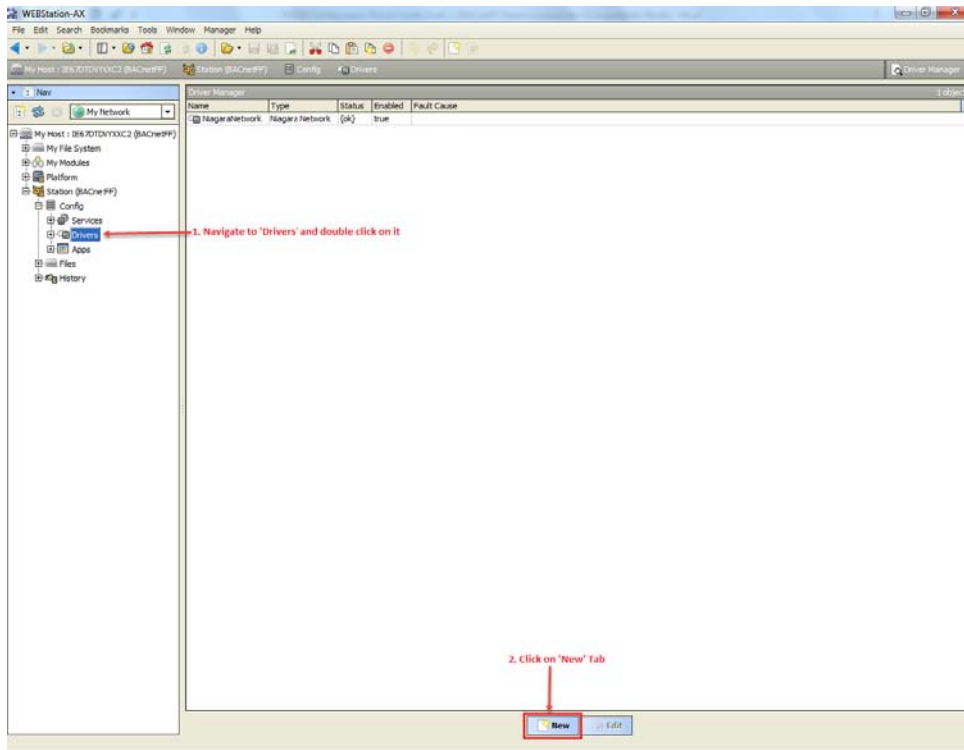 WEBStation-AX
File Edit Search Bookmarks Tools Window Manager Help
Station (BACnetFF) Config Drivers Driver Manager
Nav
My Network
My File System
My Modules
Platform
Station (BACnetFF)
Config
Services
Drivers
Apps
Files
History
Driver Manager 1 object
Name Type Status Enabled Fault Cause
NiagaraNetwork Niagara Network {ok} true
1. Navigate to 'Drivers' and double click on it
2. Click on 'New' Tab
New Edit